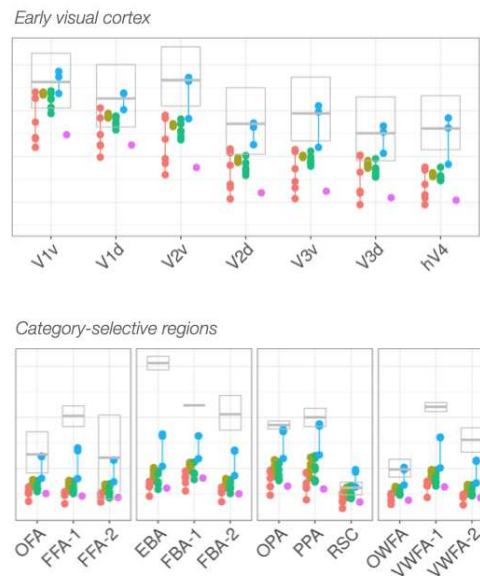 Early visual cortex
V1v V1d V2v V2d V3v V3d hV4
Category-selective regions
OFA FFA-1 FFA-2 EBA FBA-1 FBA-2 OPA PPA RSC OWFA VWFA-1 VWFA-2